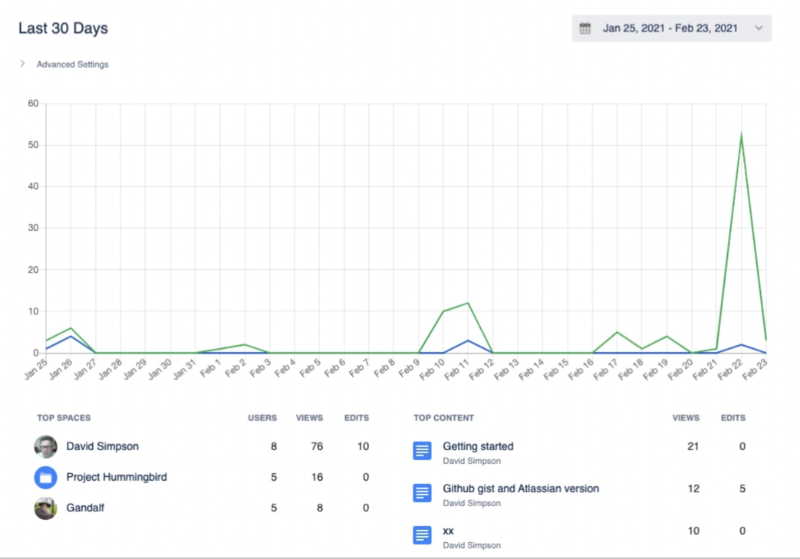 Last 30 Days
Jan 25, 2021 - Feb 23, 2021
Advanced Settings
60
50
40
30
20
10
0
Jan 25 Jan 26 Jan 27 Jan 28 Jan 29 Jan 30 Jan 31 Feb 1 Feb 2 Feb 3 Feb 4 Feb 5 Feb 6 Feb 7 Feb 8 Feb 9 Feb 10 Feb 11 Feb 12 Feb 13 Feb 14 Feb 15 Feb 16 Feb 17 Feb 18 Feb 19 Feb 20 Feb 21 Feb 22 Feb 23
TOP SPACES USERS VIEWS EDITS
David Simpson 8 76 10
Project Hummingbird 5 16 0
Gandalf 5 8 0
TOP CONTENT VIEWS EDITS
Getting started 21 0
David Simpson
Github gist and Atlassian version 12 5
David Simpson
xx 10 0
David Simpson